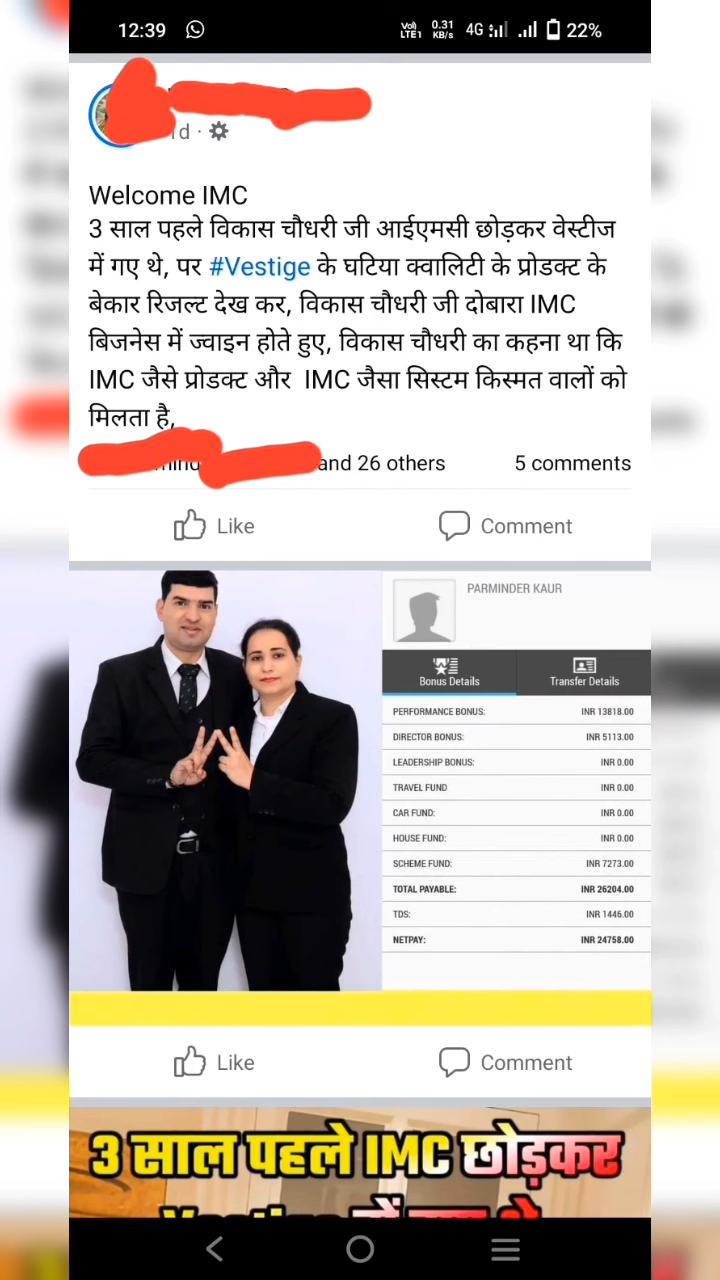 12:39
Vo) LTE1 0.31 KB/s 4G 22%
1d ·
Welcome IMC
3 साल पहले विकास चौधरी जी आईएमसी छोड़कर वेस्टीज
में गए थे, पर #Vestige के घटिया क्वालिटी के प्रोडक्ट के
बेकार रिजल्ट देख कर, विकास चौधरी जी दोबारा IMC
बिजनेस में ज्वाइन होते हुए, विकास चौधरी का कहना था कि
IMC जैसे प्रोडक्ट और IMC जैसा सिस्टम किस्मत वालों को
मिलता है,
and 26 others 5 comments
Like Comment
PARMINDER KAUR
Bonus Details Transfer Details
PERFORMANCE BONUS: INR 13818.00
DIRECTOR BONUS: INR 5113.00
LEADERSHIP BONUS: INR 0.00
TRAVEL FUND INR 0.00
CAR FUND: INR 0.00
HOUSE FUND: INR 0.00
SCHEME FUND: INR 7273.00
TOTAL PAYABLE: INR 26204.00
TDS: INR 1446.00
NETPAY: INR 24758.00
Like Comment
3 साल पहले IMC छोड़कर